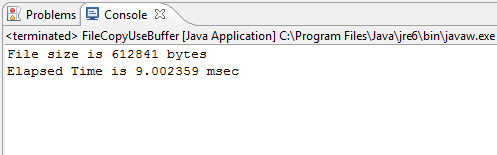 Problems Console
<terminated> FileCopyUseBuffer [Java Application] C:\Program Files\Java\jre6\bin\javaw.exe
File size is 612841 bytes
Elapsed Time is 9.002359 msec